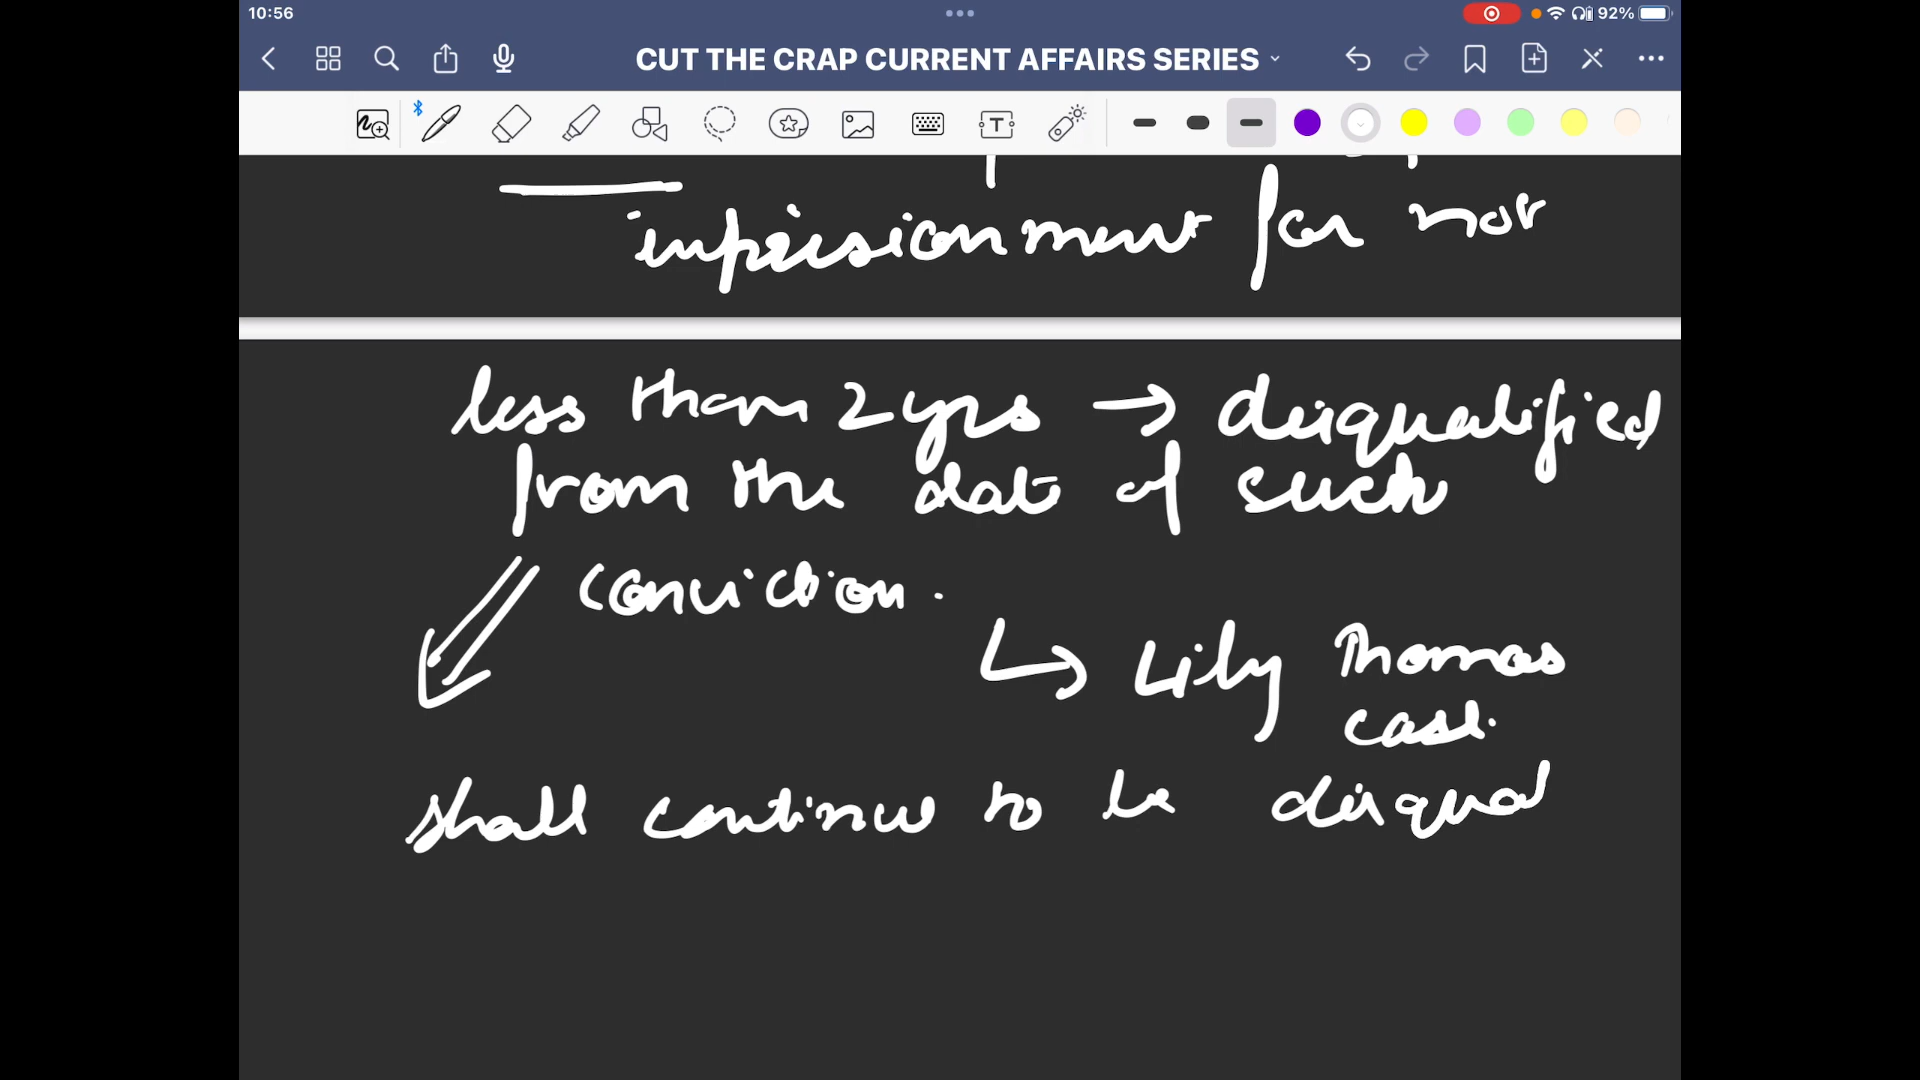 10:56
92%
CUT THE CRAP CURRENT AFFAIRS SERIES
T
imprisionment for not
less than 2 yrs → disqualified
from the date of such
conviction.
↳ Lily Thomas
case.
shall continue to be disqual